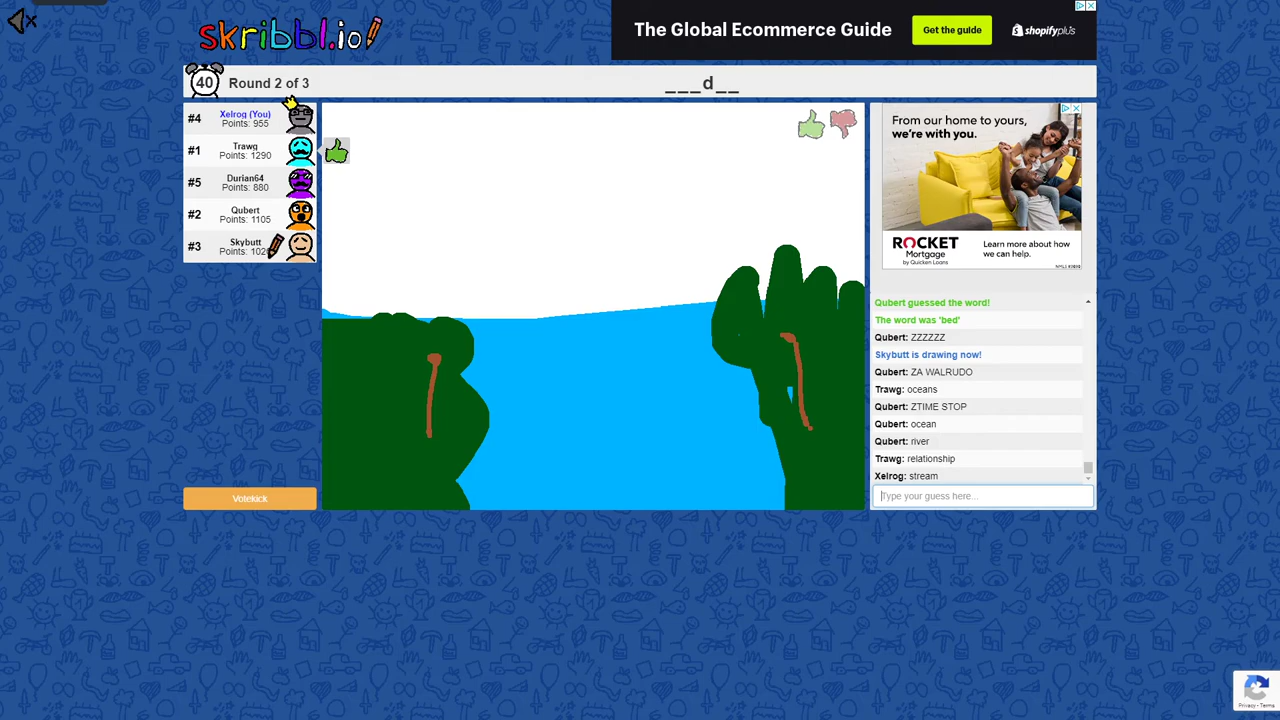 skribbl.io
The Global Ecommerce Guide
Get the guide
shopifyplus
40
Round 2 of 3
___d__
#4
Xelrog (You)
Points: 955
#1
Trawg
Points: 1290
#5
Durian64
Points: 880
#2
Qubert
Points: 1105
#3
Skybutt
Votekick
From our home to yours,
we're with you.
ROCKET
Mortgage
by Quicken Loans
Learn more about how
we can help.
Qubert guessed the word!
The word was 'bed'
Qubert: ZZZZZZ
Skybutt is drawing now!
Qubert: ZA WALRUDO
Trawg: oceans
Qubert: ZTIME STOP
Qubert: ocean
Qubert: river
Trawg: relationship
Xelrog: stream
Type your guess here...
Privacy - Terms